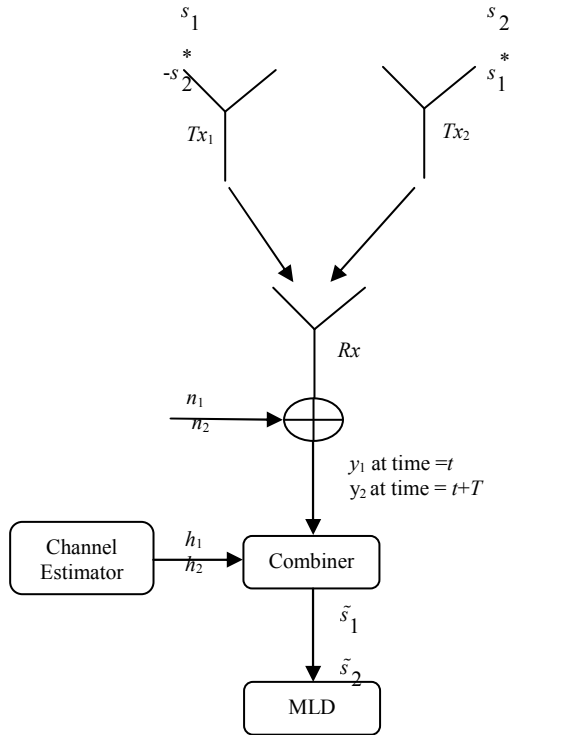 s1 s2
-s2* s1*
Tx1 Tx2
Rx
n1
n2
y1 at time =t
y2 at time = t+T
Channel
Estimator
h1
h2
Combiner
s̃1
s̃2
MLD